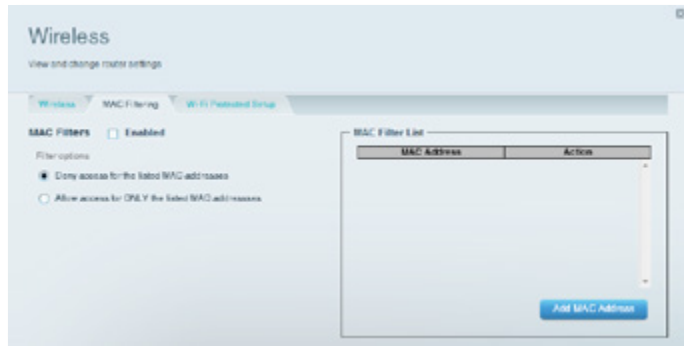 Wireless
View and change router settings
Wireless MAC Filtering Wi-Fi Protected Setup
MAC Filters Enabled
Filter options
Deny access for the listed MAC addresses
Allow access for ONLY the listed MAC addresses
MAC Filter List
MAC Address Action
Add MAC Address